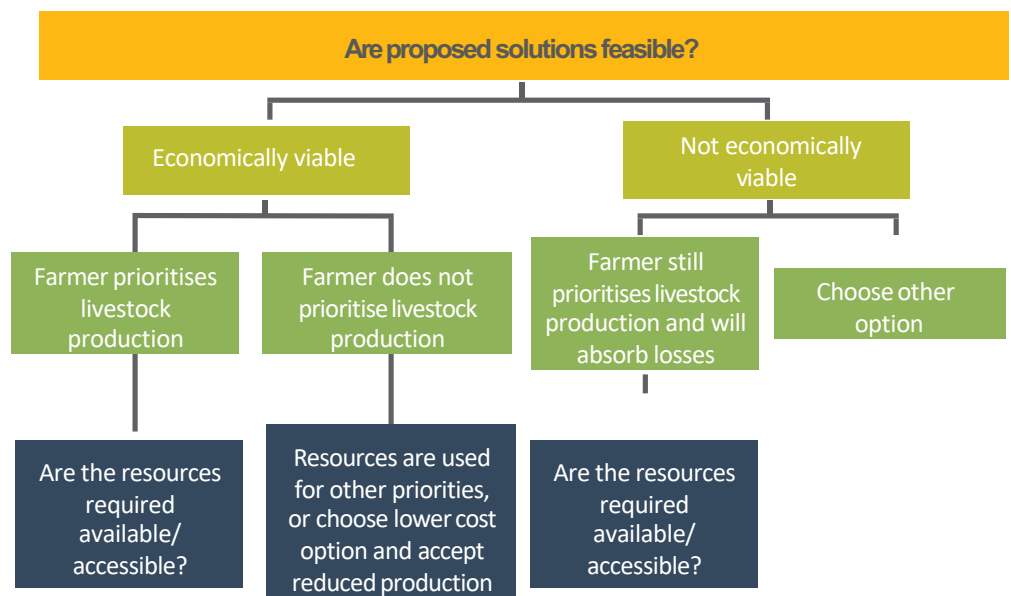 Are proposed solutions feasible?
Economically viable
Not economically
viable
Farmer prioritises
livestock
production
Farmer does not
prioritise livestock
production
Farmer still
prioritises livestock
production and will
absorb losses
Choose other
option
Are the resources
required
available/
accessible?
Resources are used
for other priorities,
or choose lower cost
option and accept
reduced production
Are the resources
required
available/
accessible?